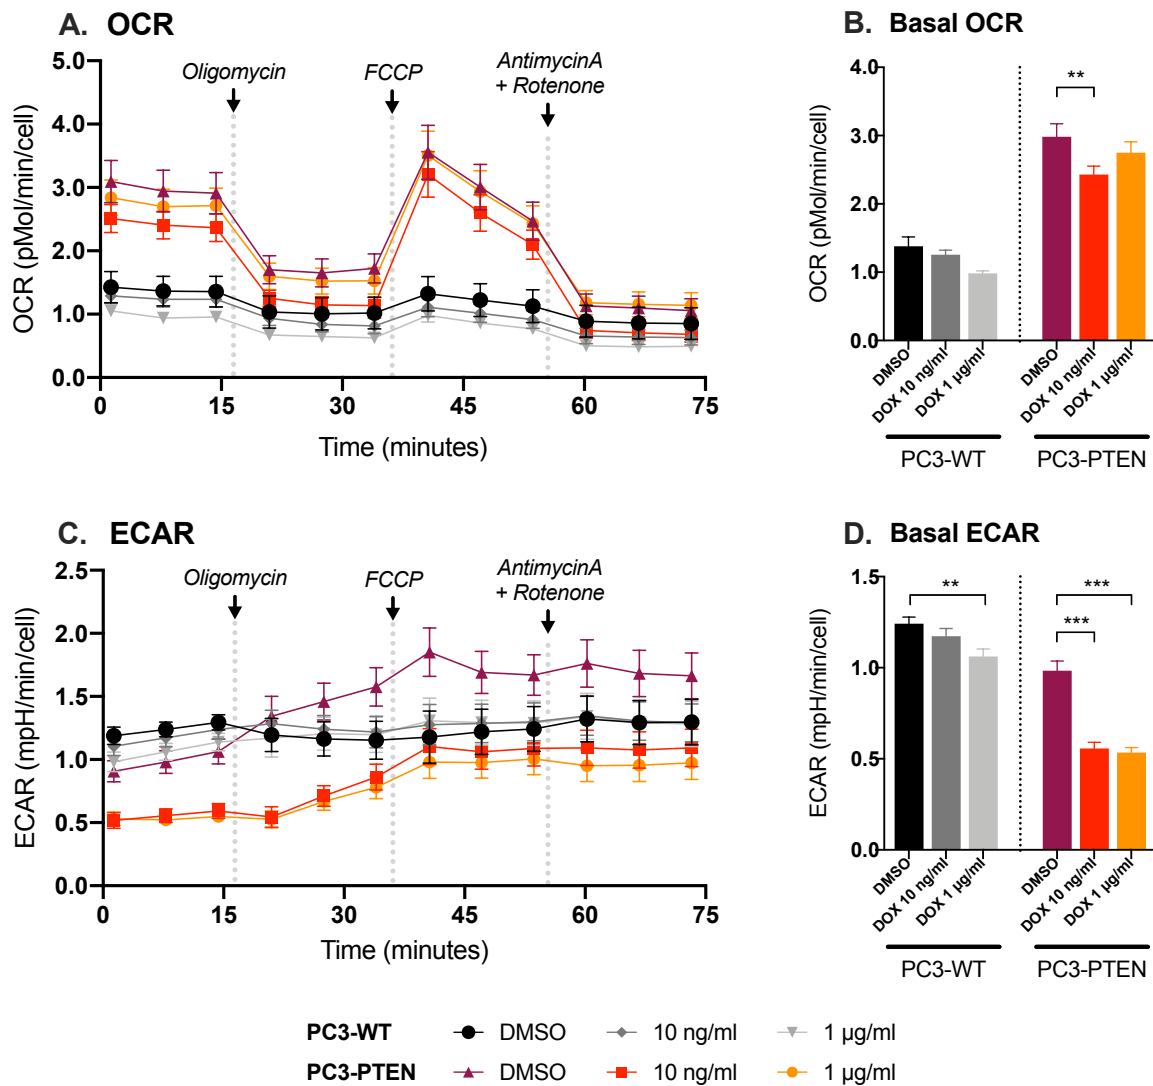 A. OCR
OCR (pMol/min/cell)
5.0
4.0
3.0
2.0
1.0
0.0
Oligomycin
FCCP
AntimycinA
+ Rotenone
0 15 30 45 60 75
Time (minutes)
B. Basal OCR
OCR (pMol/min/cell)
4.0
3.0
2.0
1.0
0.0
**
DMSO
DOX 10 ng/ml
DOX 1 µg/ml
DMSO
DOX 10 ng/ml
DOX 1 µg/ml
PC3-WT PC3-PTEN
C. ECAR
ECAR (mpH/min/cell)
2.5
2.0
1.5
1.0
0.5
0.0
Oligomycin
FCCP
AntimycinA
+ Rotenone
0 15 30 45 60 75
Time (minutes)
D. Basal ECAR
ECAR (mpH/min/cell)
1.5
1.0
0.5
0.0
**
***
***
DMSO
DOX 10 ng/ml
DOX 1 µg/ml
DMSO
DOX 10 ng/ml
DOX 1 µg/ml
PC3-WT PC3-PTEN
PC3-WT DMSO 10 ng/ml 1 µg/ml
PC3-PTEN DMSO 10 ng/ml 1 µg/ml